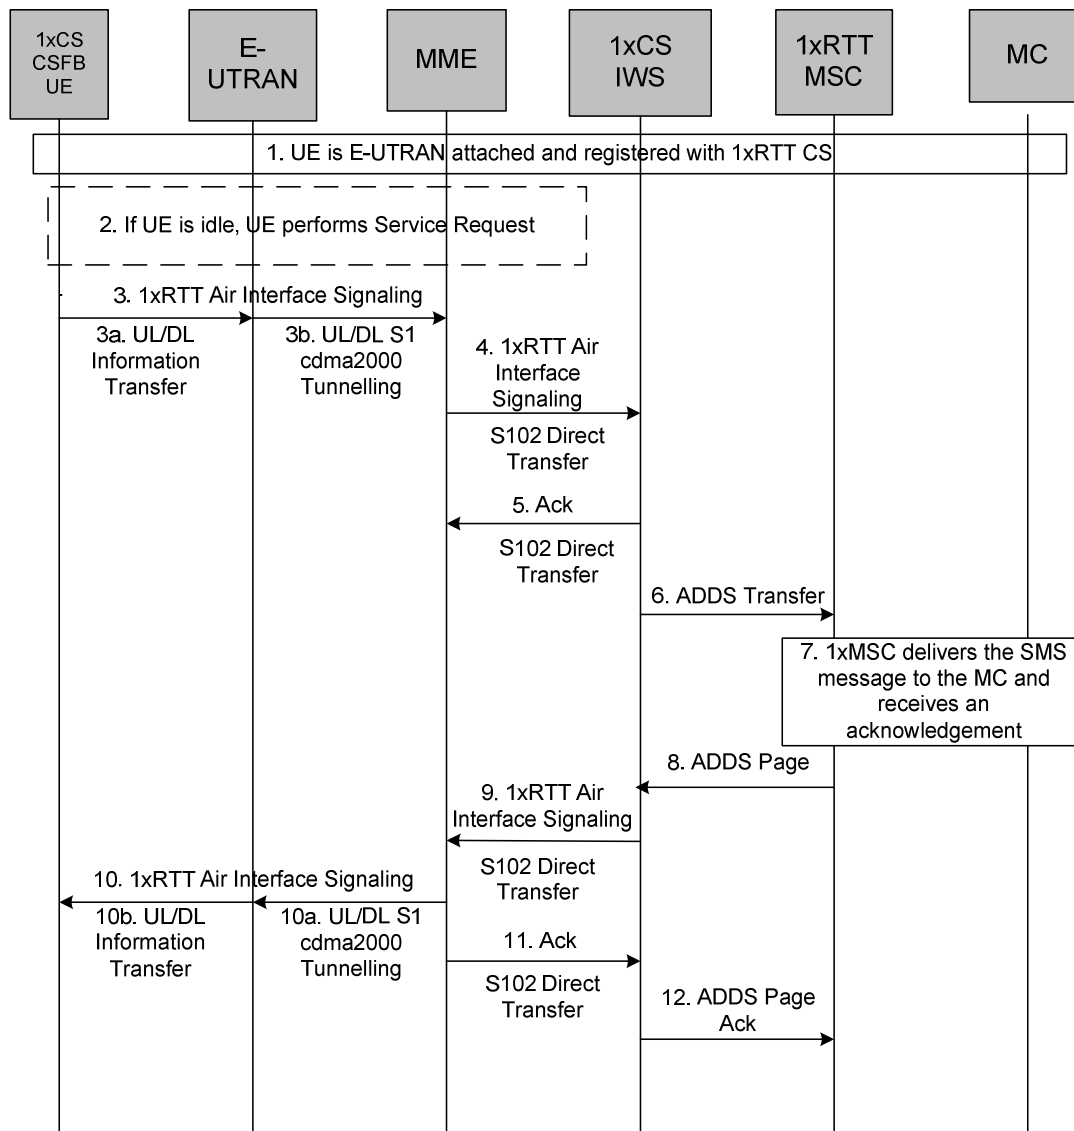 1xCS
CSFB
UE
E-
UTRAN
MME
1xCS
IWS
1xRTT
MSC
MC
1. UE is E-UTRAN attached and registered with 1xRTT CS
2. If UE is idle, UE performs Service Request
3. 1xRTT Air Interface Signaling
3a. UL/DL
Information
Transfer
3b. UL/DL S1
cdma2000
Tunnelling
4. 1xRTT Air
Interface
Signaling
S102 Direct
Transfer
5. Ack
S102 Direct
Transfer
6. ADDS Transfer
7. 1xMSC delivers the SMS
message to the MC and
receives an
acknowledgement
8. ADDS Page
9. 1xRTT Air
Interface Signaling
S102 Direct
Transfer
10. 1xRTT Air Interface Signaling
10b. UL/DL
Information
Transfer
10a. UL/DL S1
cdma2000
Tunnelling
11. Ack
S102 Direct
Transfer
12. ADDS Page
Ack